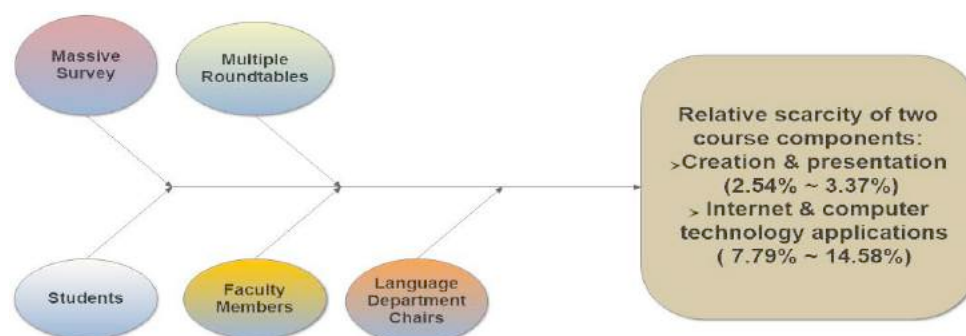 Massive
Survey
Multiple
Roundtables
Relative scarcity of two
course components:
➢Creation & presentation
(2.54% ~ 3.37%)
➢ Internet & computer
technology applications
( 7.79% ~ 14.58%)
Students
Faculty
Members
Language
Department
Chairs